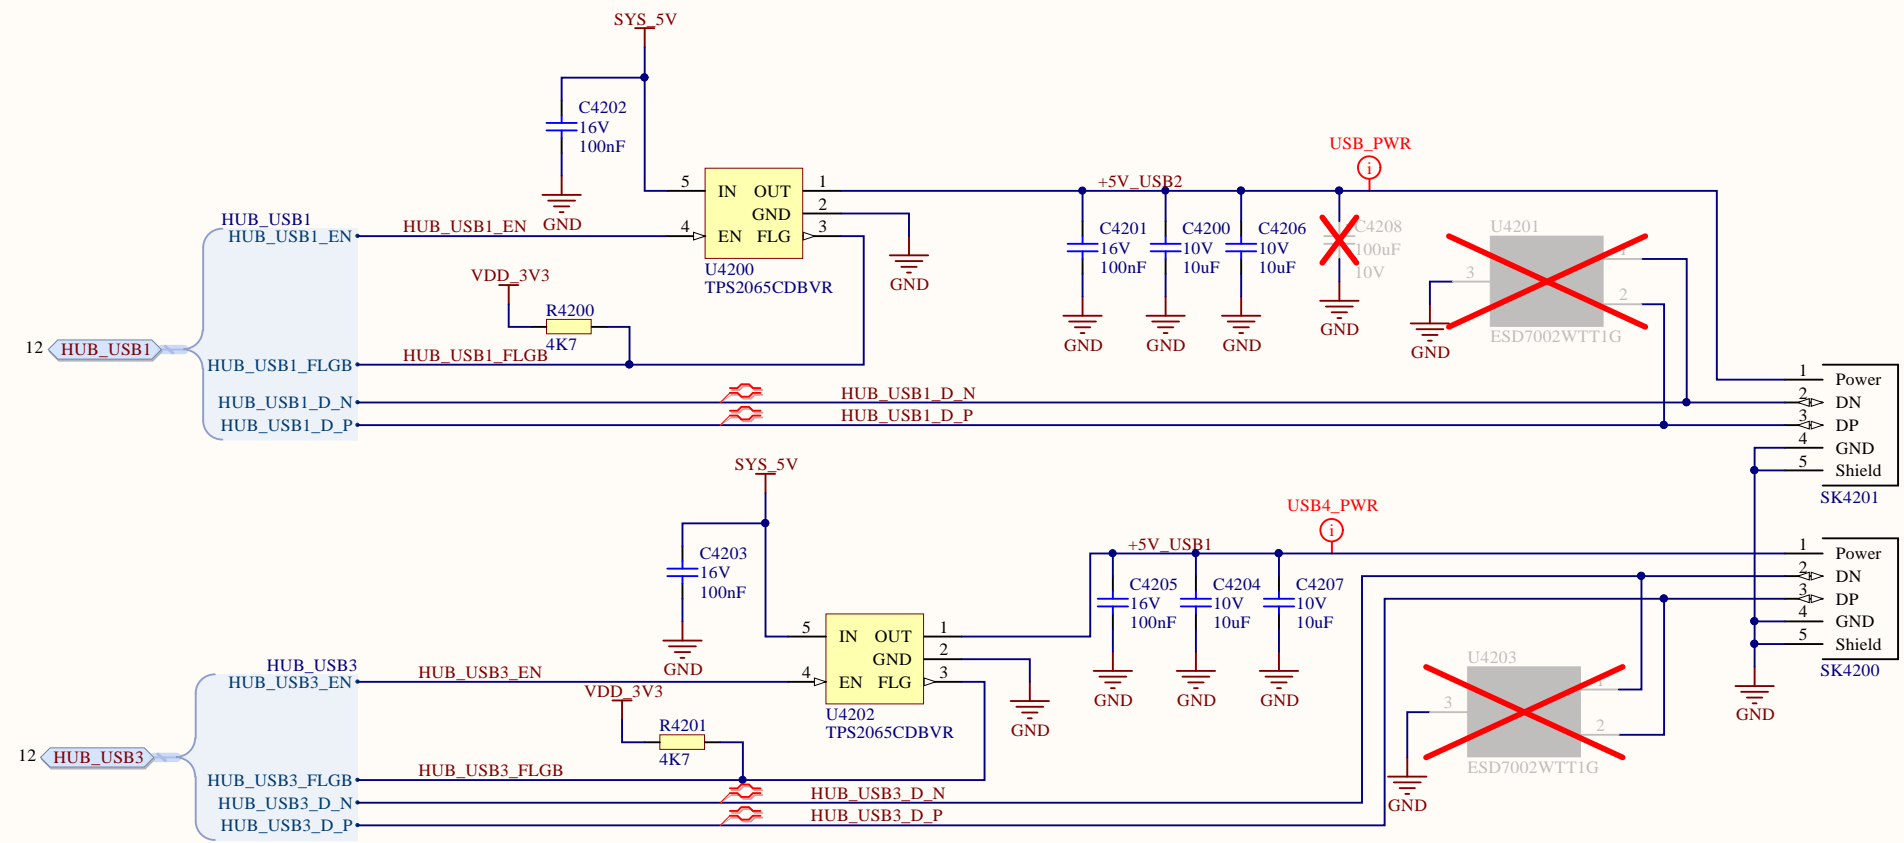 SYS_5V
C4202
16V
100nF
GND
5 IN OUT 1
GND 2
4 EN FLG 3
U4200
TPS2065CDBVR
GND
HUB_USB1
HUB_USB1_EN
HUB_USB1_EN
VDD_3V3
R4200
4K7
12 HUB_USB1
HUB_USB1_FLGB
HUB_USB1_FLGB
HUB_USB1_D_N
HUB_USB1_D_N
HUB_USB1_D_P
HUB_USB1_D_P
+5V_USB2
USB_PWR
i
C4201
16V
100nF
GND
C4200
10V
10uF
GND
C4206
10V
10uF
GND
C4208
100uF
10V
GND
U4201
1
3
2
ESD7002WTT1G
GND
1 Power
2 DN
3 DP
4 GND
5 Shield
SK4201
SYS_5V
C4203
16V
100nF
GND
5 IN OUT 1
GND 2
4 EN FLG 3
U4202
TPS2065CDBVR
GND
HUB_USB3
HUB_USB3_EN
HUB_USB3_EN
VDD_3V3
R4201
4K7
12 HUB_USB3
HUB_USB3_FLGB
HUB_USB3_FLGB
HUB_USB3_D_N
HUB_USB3_D_N
HUB_USB3_D_P
HUB_USB3_D_P
+5V_USB1
USB4_PWR
i
C4205
16V
100nF
GND
C4204
10V
10uF
GND
C4207
10V
10uF
GND
U4203
1
3
2
ESD7002WTT1G
GND
1 Power
2 DN
3 DP
4 GND
5 Shield
SK4200
GND